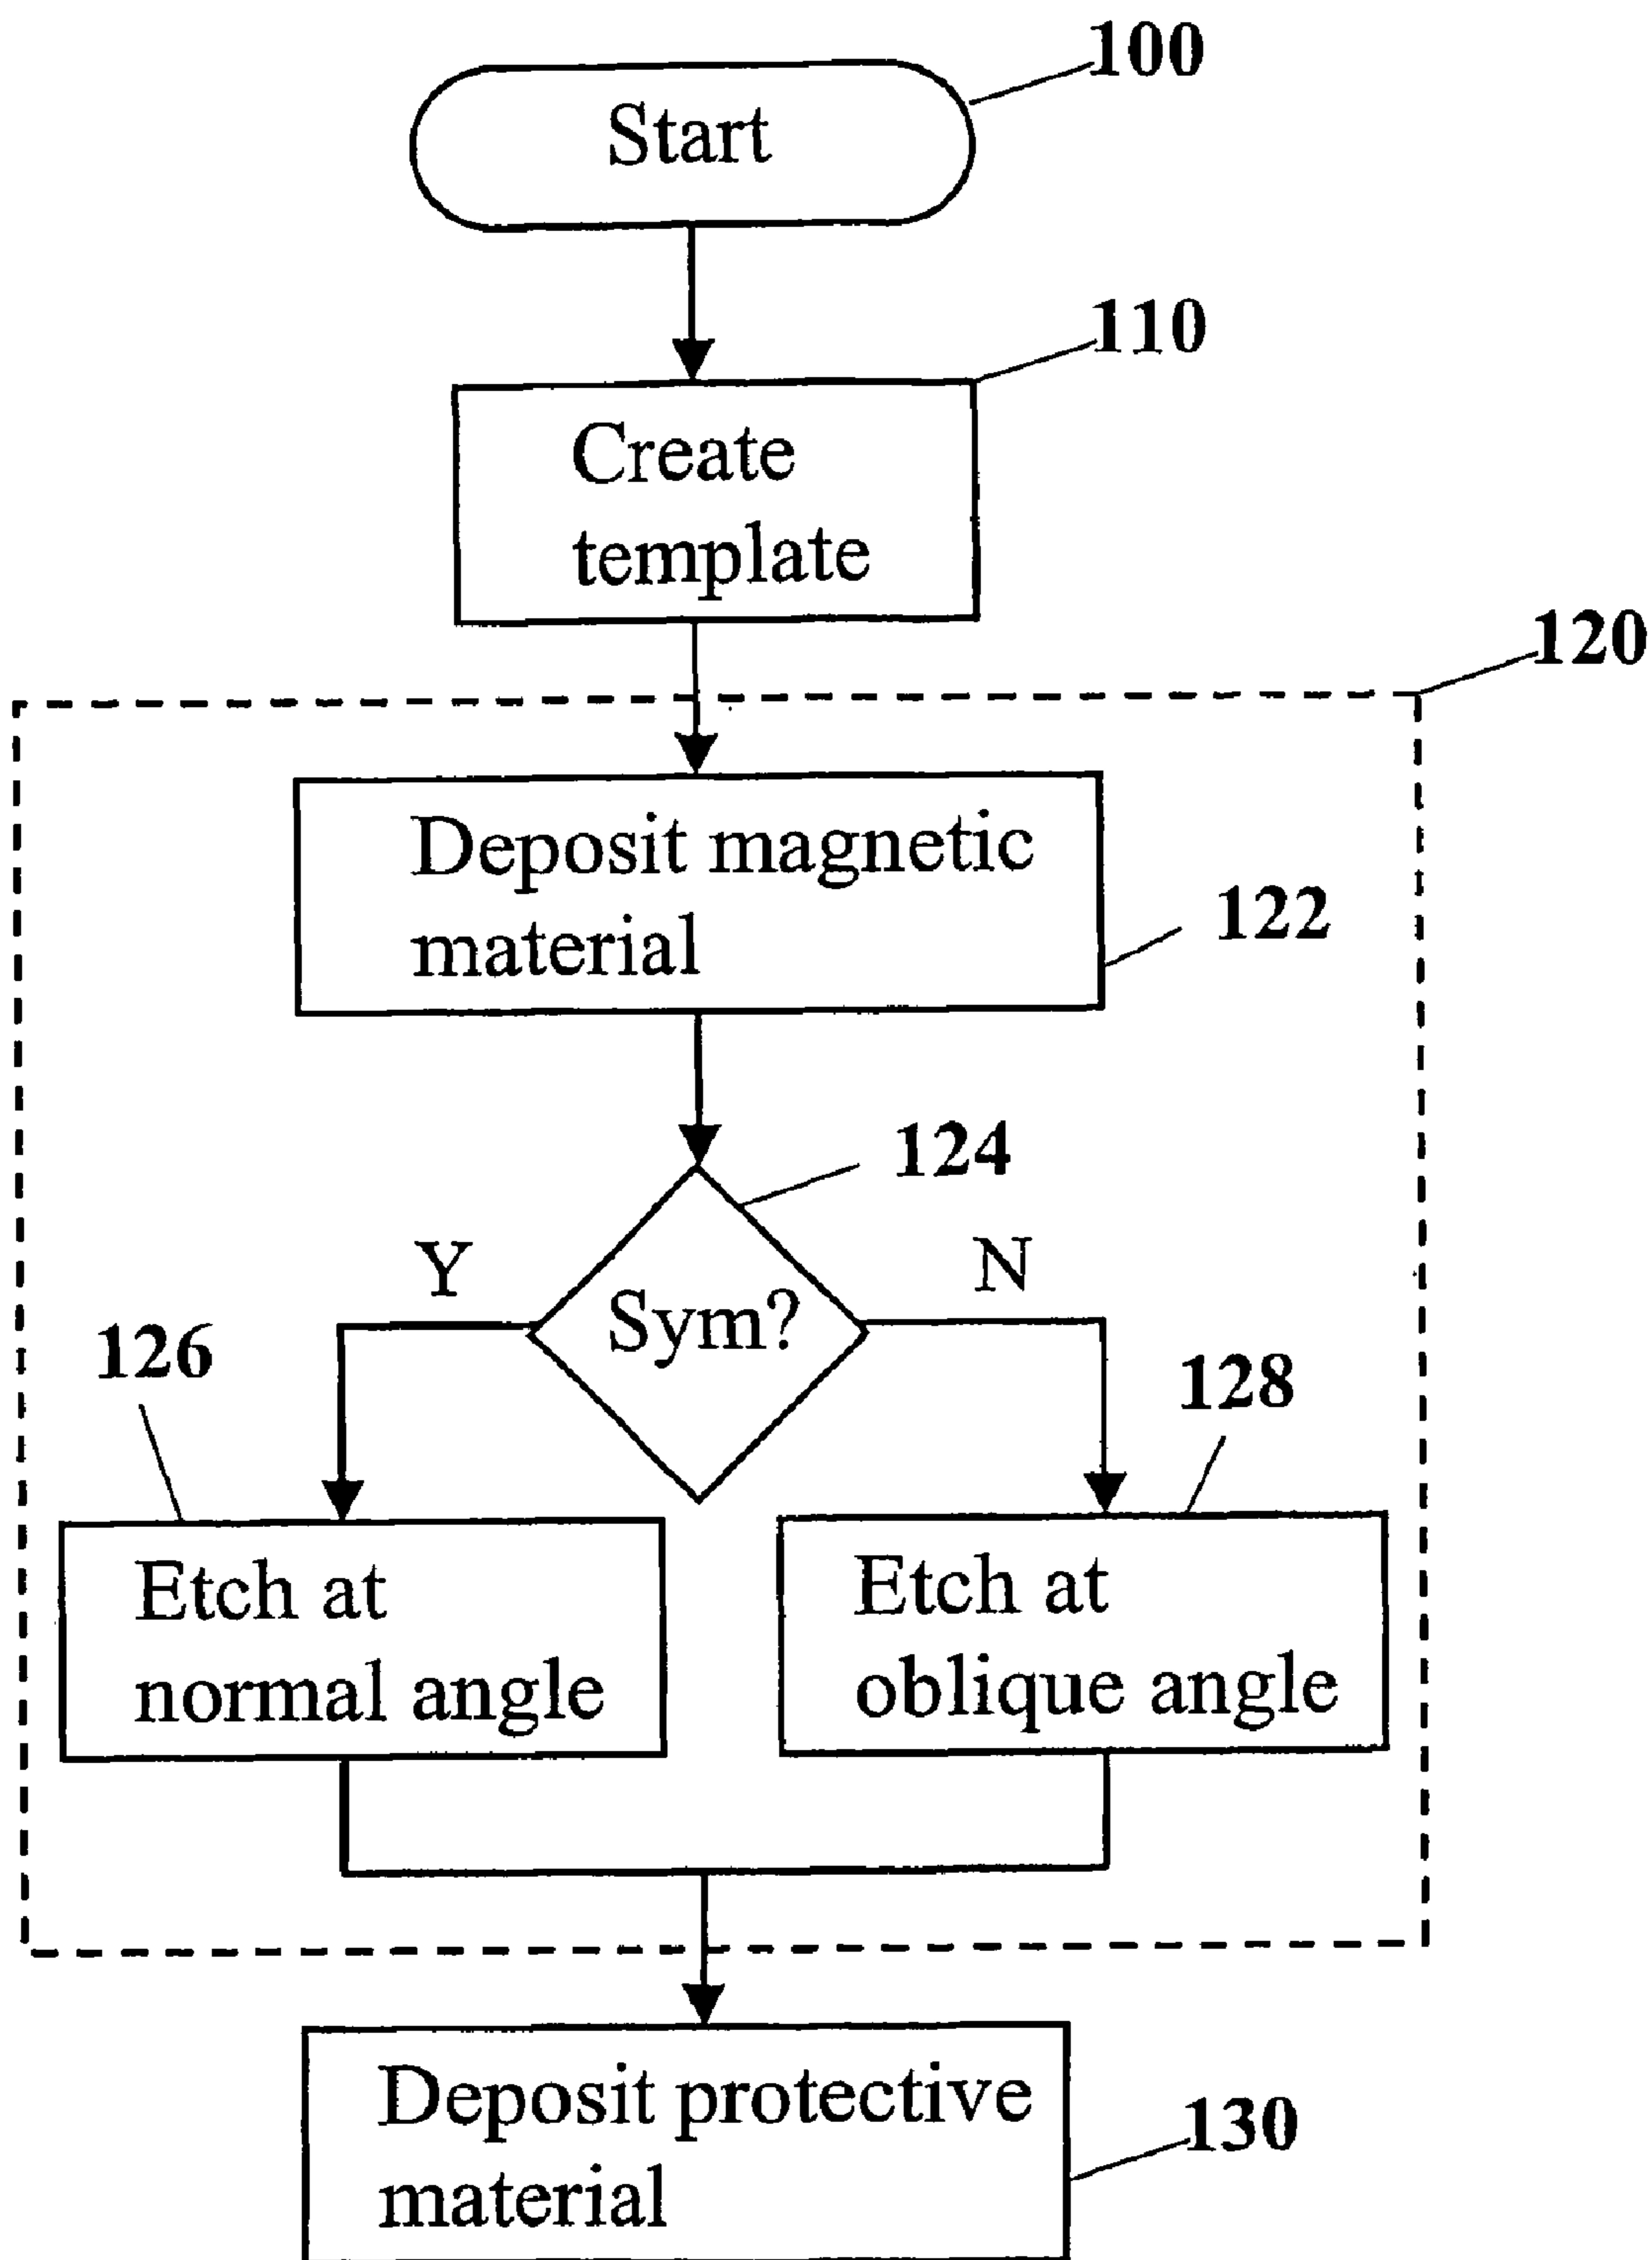 100
Start
110
Create
template
120
Deposit magnetic
material
122
124
Y
N
Sym?
126
128
Etch at
normal angle
Etch at
oblique angle
Deposit protective
material
130